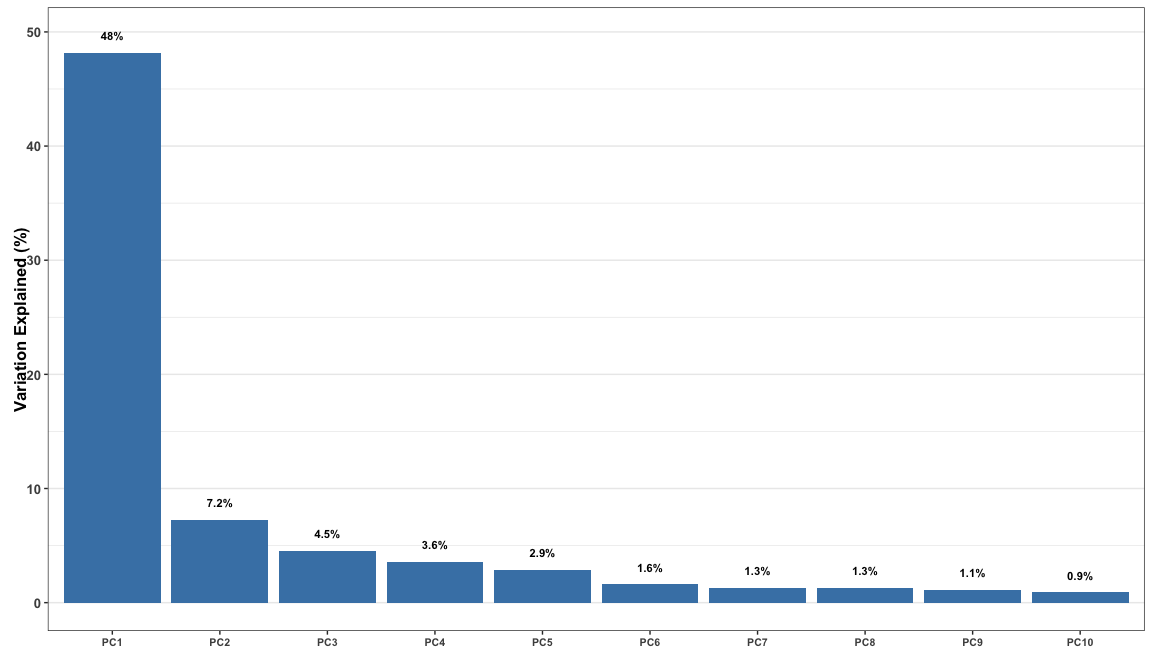 Variation Explained (%)
50
40
30
20
10
0
48%
7.2%
4.5%
3.6%
2.9%
1.6%
1.3%
1.3%
1.1%
0.9%
PC1
PC2
PC3
PC4
PC5
PC6
PC7
PC8
PC9
PC10